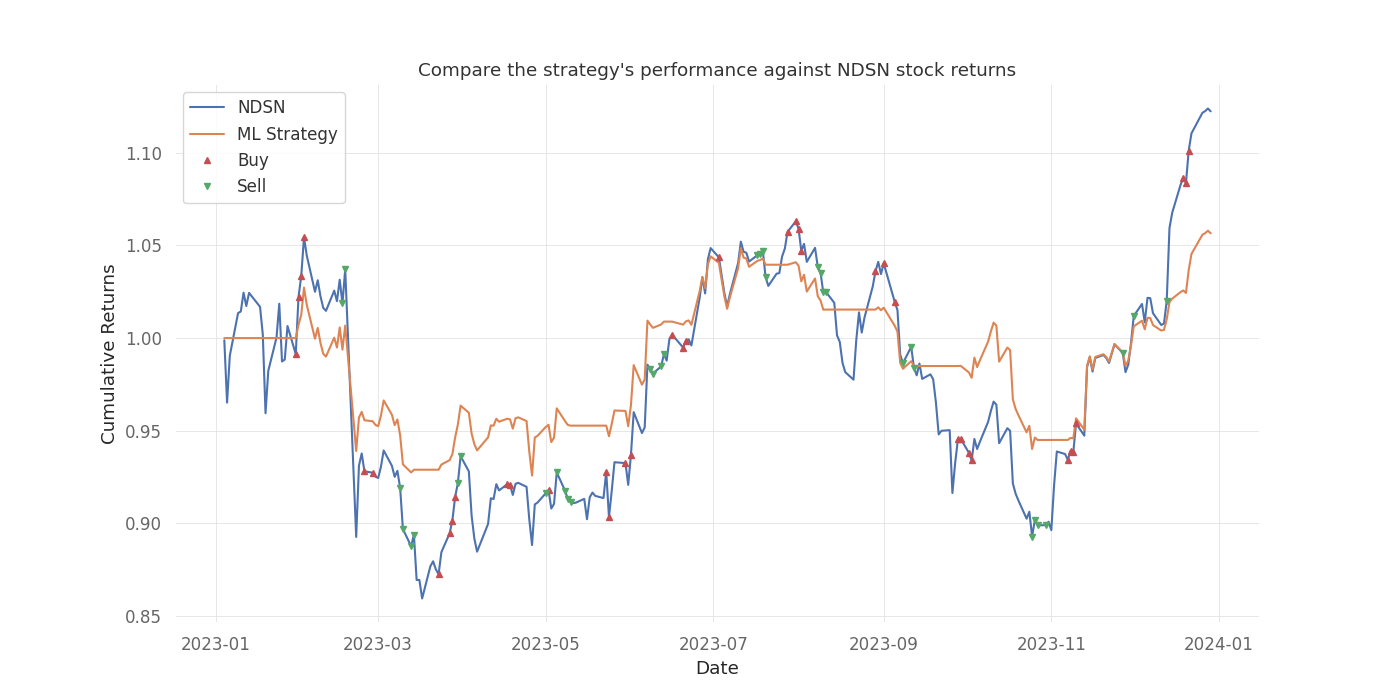 Compare the strategy's performance against NDSN stock returns
NDSN
ML Strategy
Buy
Sell
Cumulative Returns
1.10
1.05
1.00
0.95
0.90
0.85
2023-01
2023-03
2023-05
2023-07
2023-09
2023-11
2024-01
Date